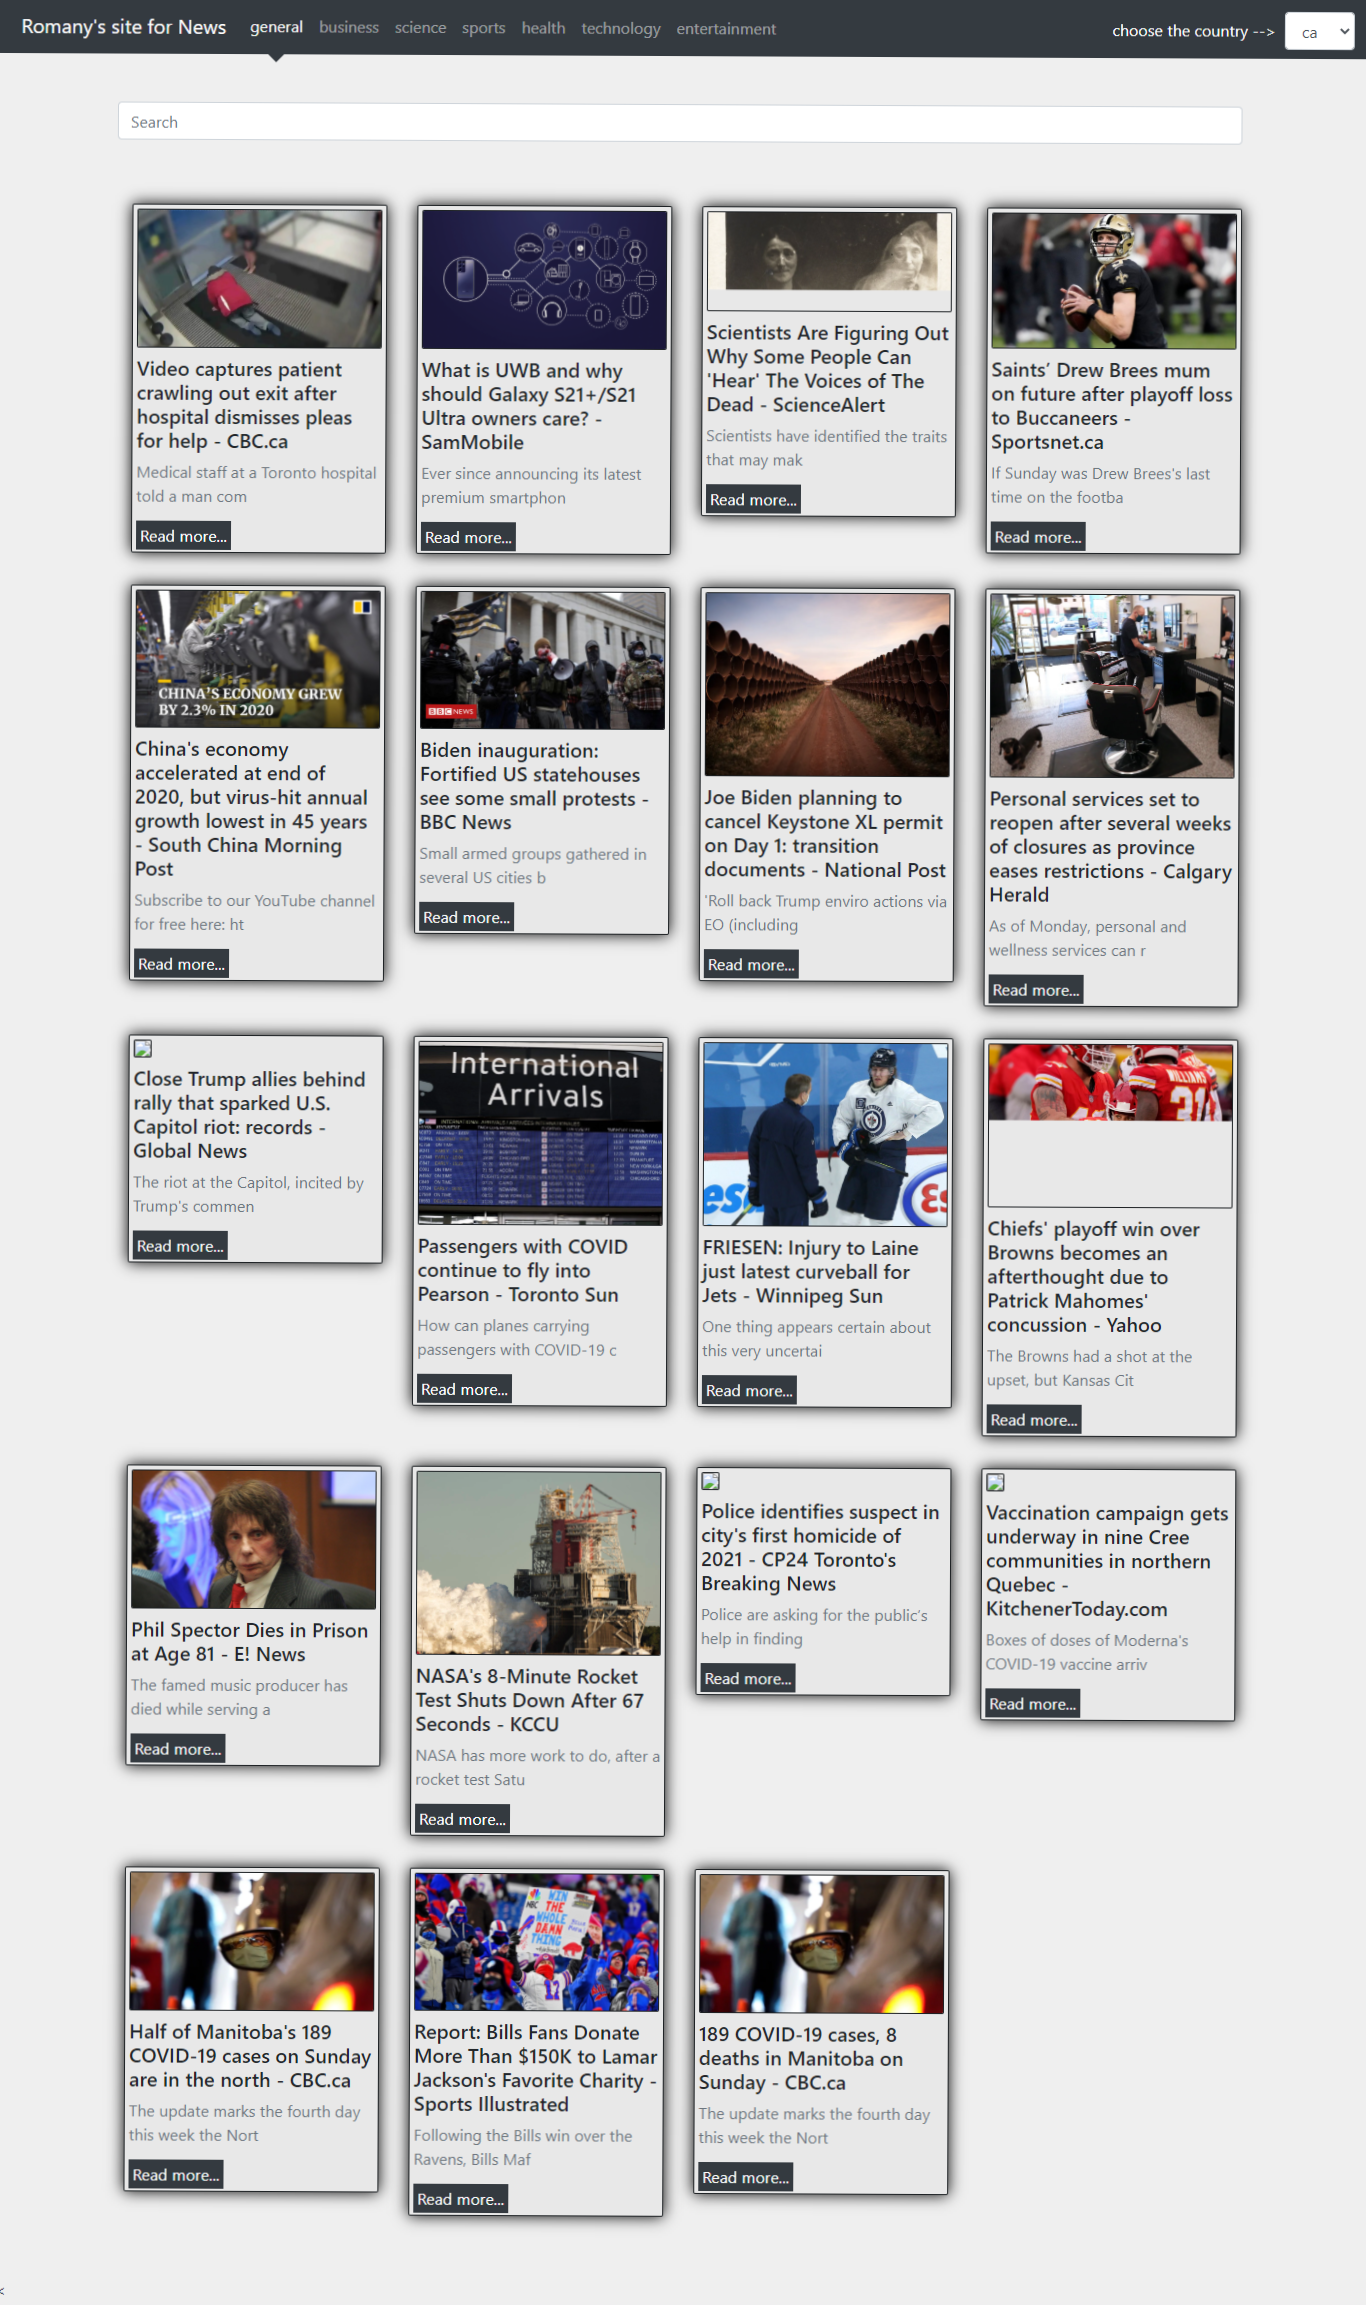 Romany's site for News general business science sports health technology entertainment choose the country --> ca
Search
Video captures patient
crawling out exit after
hospital dismisses pleas
for help - CBC.ca
Medical staff at a Toronto hospital
told a man com
Read more...
What is UWB and why
should Galaxy S21+/S21
Ultra owners care? -
SamMobile
Ever since announcing its latest
premium smartphon
Read more...
Scientists Are Figuring Out
Why Some People Can
'Hear' The Voices of The
Dead - ScienceAlert
Scientists have identified the traits
that may mak
Read more...
Saints’ Drew Brees mum
on future after playoff loss
to Buccaneers -
Sportsnet.ca
If Sunday was Drew Brees's last
time on the footba
Read more...
CHINA'S ECONOMY GREW
BY 2.3% IN 2020
China's economy
accelerated at end of
2020, but virus-hit annual
growth lowest in 45 years
- South China Morning
Post
Subscribe to our YouTube channel
for free here: ht
Read more...
BBC NEWS
Biden inauguration:
Fortified US statehouses
see some small protests -
BBC News
Small armed groups gathered in
several US cities b
Read more...
Joe Biden planning to
cancel Keystone XL permit
on Day 1: transition
documents - National Post
'Roll back Trump enviro actions via
EO (including
Read more...
Personal services set to
reopen after several weeks
of closures as province
eases restrictions - Calgary
Herald
As of Monday, personal and
wellness services can r
Read more...
Close Trump allies behind
rally that sparked U.S.
Capitol riot: records -
Global News
The riot at the Capitol, incited by
Trump's commen
Read more...
International
Arrivals
Passengers with COVID
continue to fly into
Pearson - Toronto Sun
How can planes carrying
passengers with COVID-19 c
Read more...
FRIESEN: Injury to Laine
just latest curveball for
Jets - Winnipeg Sun
One thing appears certain about
this very uncertai
Read more...
WILLIAMS
31
Chiefs' playoff win over
Browns becomes an
afterthought due to
Patrick Mahomes'
concussion - Yahoo
The Browns had a shot at the
upset, but Kansas Cit
Read more...
Phil Spector Dies in Prison
at Age 81 - E! News
The famed music producer has
died while serving a
Read more...
NASA's 8-Minute Rocket
Test Shuts Down After 67
Seconds - KCCU
NASA has more work to do, after a
rocket test Satu
Read more...
Police identifies suspect in
city's first homicide of
2021 - CP24 Toronto's
Breaking News
Police are asking for the public’s
help in finding
Read more...
Vaccination campaign gets
underway in nine Cree
communities in northern
Quebec -
KitchenerToday.com
Boxes of doses of Moderna's
COVID-19 vaccine arriv
Read more...
Half of Manitoba's 189
COVID-19 cases on Sunday
are in the north - CBC.ca
The update marks the fourth day
this week the Nort
Read more...
NBC
WIN
THE
WHOLE
DAMN
THING
17
Report: Bills Fans Donate
More Than $150K to Lamar
Jackson's Favorite Charity -
Sports Illustrated
Following the Bills win over the
Ravens, Bills Maf
Read more...
189 COVID-19 cases, 8
deaths in Manitoba on
Sunday - CBC.ca
The update marks the fourth day
this week the Nort
Read more...
<